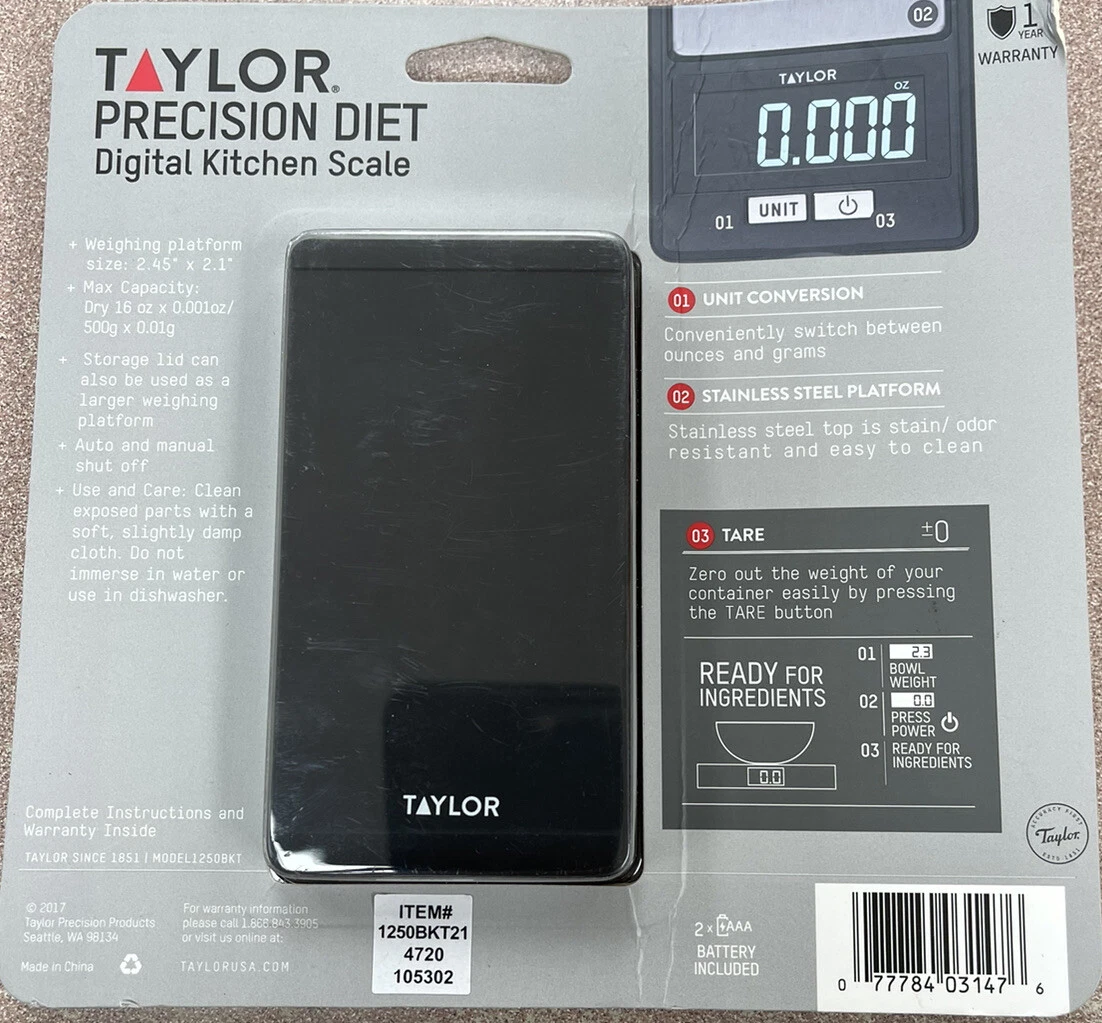 TAYLOR®
PRECISION DIET
Digital Kitchen Scale
+ Weighing platform
size: 2.45" x 2.1"
+ Max Capacity:
Dry 16 oz x 0.001oz/
500g x 0.01g
+ Storage lid can
also be used as a
larger weighing
platform
+ Auto and manual
shut off
+ Use and Care: Clean
exposed parts with a
soft, slightly damp
cloth. Do not
immerse in water or
use in dishwasher.
Complete Instructions and
Warranty Inside
TAYLOR SINCE 1851 | MODEL1250BKT
© 2017
Taylor Precision Products
Seattle, WA 98134
Made in China
For warranty information
please call 1.866.843.3905
or visit us online at:
TAYLORUSA.COM
TAYLOR
ITEM#
1250BKT21
4720
105302
02
1
YEAR
WARRANTY
TAYLOR
OZ
0.000
01 UNIT 03
01 UNIT CONVERSION
Conveniently switch between
ounces and grams
02 STAINLESS STEEL PLATFORM
Stainless steel top is stain/ odor
resistant and easy to clean
03 TARE ±0
Zero out the weight of your
container easily by pressing
the TARE button
READY FOR
INGREDIENTS
0.0
01 2.3
BOWL
WEIGHT
02 0.0
PRESS
POWER
03 READY FOR
INGREDIENTS
ACCURACY FIRST
Taylor
ESTD 1851
2 x AAA
BATTERY
INCLUDED
0 77784 03147 6